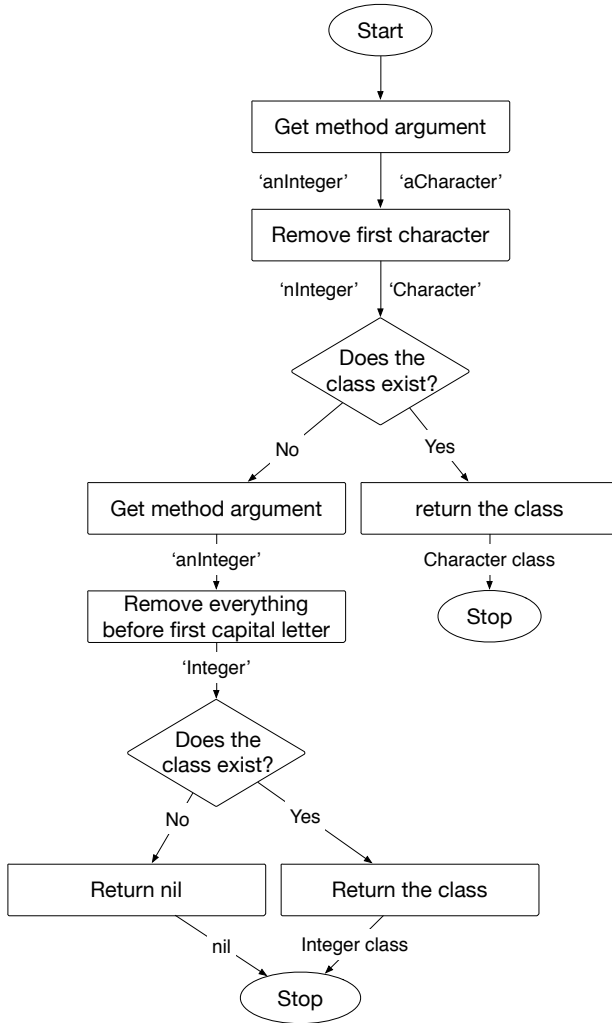 Start
Get method argument
‘anInteger’ ‘aCharacter’
Remove first character
‘nInteger’ ‘Character’
Does the
class exist?
No
Yes
Get method argument
return the class
‘anInteger’
Character class
Remove everything
before first capital letter
Stop
‘Integer’
Does the
class exist?
No
Yes
Return nil
Return the class
nil
Integer class
Stop